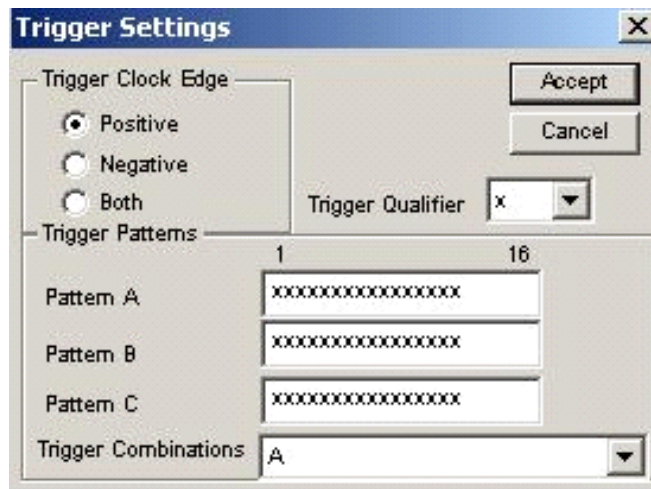 Trigger Settings
Trigger Clock Edge
Accept
Positive
Cancel
Negative
Both
Trigger Qualifier x
Trigger Patterns
1 16
Pattern A xxxxxxxxxxxxxxxx
Pattern B xxxxxxxxxxxxxxxx
Pattern C xxxxxxxxxxxxxxxx
Trigger Combinations A